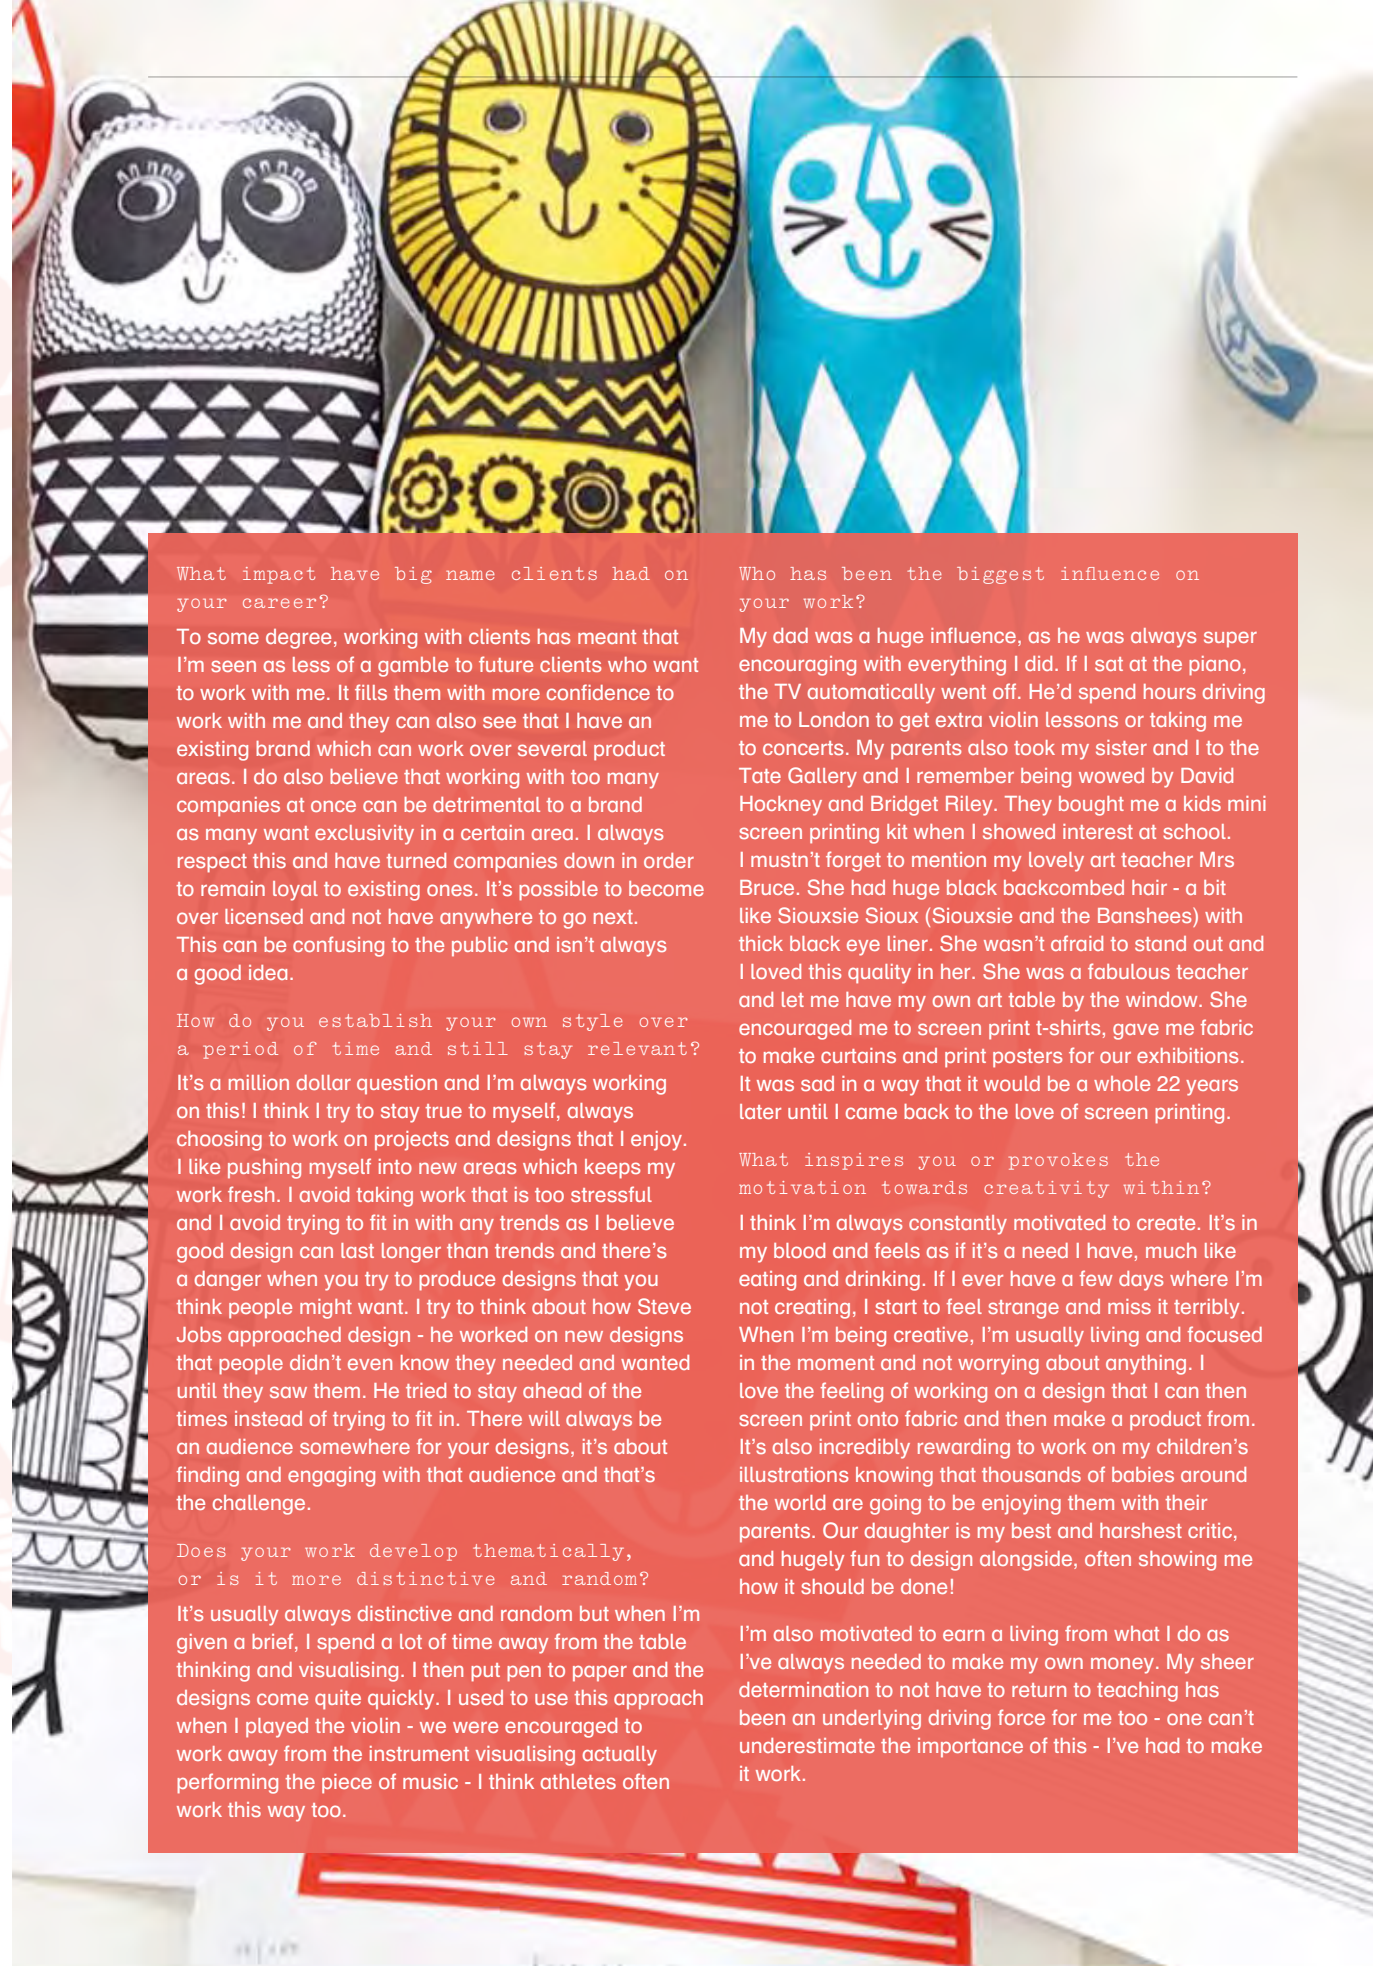 What impact have big name clients had on
your career?
To some degree, working with clients has meant that
I'm seen as less of a gamble to future clients who want
to work with me. It fills them with more confidence to
work with me and they can also see that I have an
existing brand which can work over several product
areas. I do also believe that working with too many
companies at once can be detrimental to a brand
as many want exclusivity in a certain area. I always
respect this and have turned companies down in order
to remain loyal to existing ones. It's possible to become
over licensed and not have anywhere to go next.
This can be confusing to the public and isn't always
a good idea.
How do you establish your own style over
a period of time and still stay relevant?
It's a million dollar question and I'm always working
on this! I think I try to stay true to myself, always
choosing to work on projects and designs that I enjoy.
I like pushing myself into new areas which keeps my
work fresh. I avoid taking work that is too stressful
and I avoid trying to fit in with any trends as I believe
good design can last longer than trends and there's
a danger when you try to produce designs that you
think people might want. I try to think about how Steve
Jobs approached design - he worked on new designs
that people didn't even know they needed and wanted
until they saw them. He tried to stay ahead of the
times instead of trying to fit in. There will always be
an audience somewhere for your designs, it's about
finding and engaging with that audience and that's
the challenge.
Does your work develop thematically,
or is it more distinctive and random?
It's usually always distinctive and random but when I'm
given a brief, I spend a lot of time away from the table
thinking and visualising. I then put pen to paper and the
designs come quite quickly. I used to use this approach
when I played the violin - we were encouraged to
work away from the instrument visualising actually
performing the piece of music - I think athletes often
work this way too.
Who has been the biggest influence on
your work?
My dad was a huge influence, as he was always super
encouraging with everything I did. If I sat at the piano,
the TV automatically went off. He'd spend hours driving
me to London to get extra violin lessons or taking me
to concerts. My parents also took my sister and I to the
Tate Gallery and I remember being wowed by David
Hockney and Bridget Riley. They bought me a kids mini
screen printing kit when I showed interest at school.
I mustn't forget to mention my lovely art teacher Mrs
Bruce. She had huge black backcombed hair - a bit
like Siouxsie Sioux (Siouxsie and the Banshees) with
thick black eye liner. She wasn't afraid to stand out and
I loved this quality in her. She was a fabulous teacher
and let me have my own art table by the window. She
encouraged me to screen print t-shirts, gave me fabric
to make curtains and print posters for our exhibitions.
It was sad in a way that it would be a whole 22 years
later until I came back to the love of screen printing.
What inspires you or provokes the
motivation towards creativity within?
I think I'm always constantly motivated to create. It's in
my blood and feels as if it's a need I have, much like
eating and drinking. If I ever have a few days where I'm
not creating, I start to feel strange and miss it terribly.
When I'm being creative, I'm usually living and focused
in the moment and not worrying about anything. I
love the feeling of working on a design that I can then
screen print onto fabric and then make a product from.
It's also incredibly rewarding to work on my children's
illustrations knowing that thousands of babies around
the world are going to be enjoying them with their
parents. Our daughter is my best and harshest critic,
and hugely fun to design alongside, often showing me
how it should be done!
I'm also motivated to earn a living from what I do as
I've always needed to make my own money. My sheer
determination to not have to return to teaching has
been an underlying driving force for me too - one can't
underestimate the importance of this - I've had to make
it work.